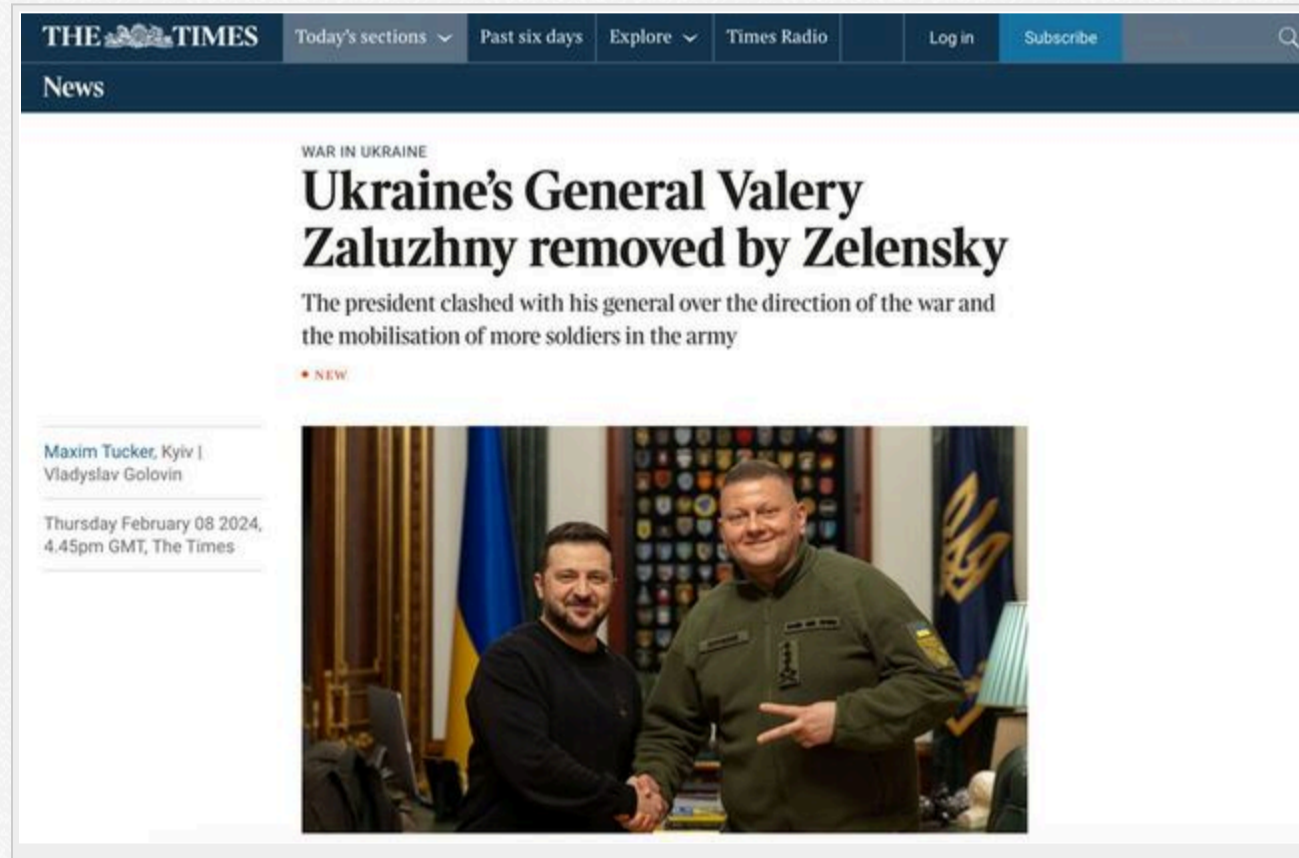 THE TIMES
Today's sections
Past six days
Explore
Times Radio
Log in
Subscribe
News
WAR IN UKRAINE
Ukraine's General Valery
Zaluzhny removed by Zelensky
The president clashed with his general over the direction of the war and
the mobilisation of more soldiers in the army
• NEW
Maxim Tucker, Kyiv |
Vladyslav Golovin
Thursday February 08 2024,
4.45pm GMT, The Times